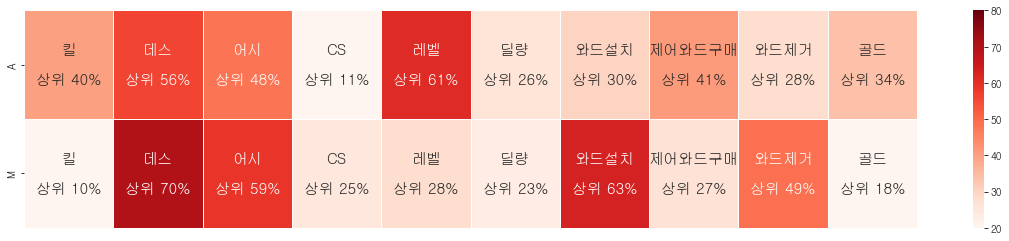 킬 데스 어시 CS 레벨 딜량 와드설치 제어와드구매 와드제거 골드
A 상위 40% 상위 56% 상위 48% 상위 11% 상위 61% 상위 26% 상위 30% 상위 41% 상위 28% 상위 34%
킬 데스 어시 CS 레벨 딜량 와드설치 제어와드구매 와드제거 골드
M 상위 10% 상위 70% 상위 59% 상위 25% 상위 28% 상위 23% 상위 63% 상위 27% 상위 49% 상위 18%
80
70
60
50
40
30
20